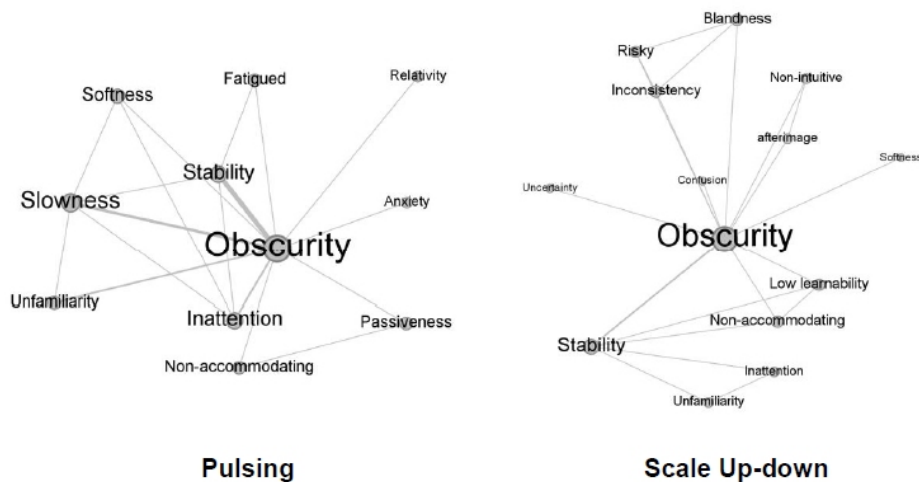 Fatigued
Relativity
Softness
Stability
Slowness
Anxiety
Obscurity
Unfamiliarity
Inattention
Passiveness
Non-accommodating
Pulsing
Blandness
Risky
Inconsistency
Non-intuitive
afterimage
Softness
Confusion
Uncertainty
Obscurity
Low learnability
Non-accommodating
Stability
Inattention
Unfamiliarity
Scale Up-down